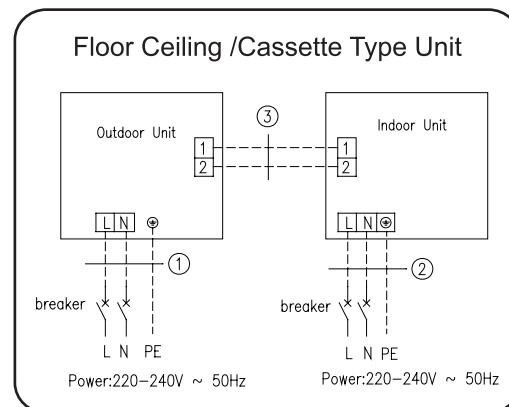 Floor Ceiling /Cassette Type Unit
Outdoor Unit
Indoor Unit
③
1
2
1
2
L N
L N
①
②
breaker
breaker
L N PE
L N PE
Power:220-240V ~ 50Hz
Power:220-240V ~ 50Hz